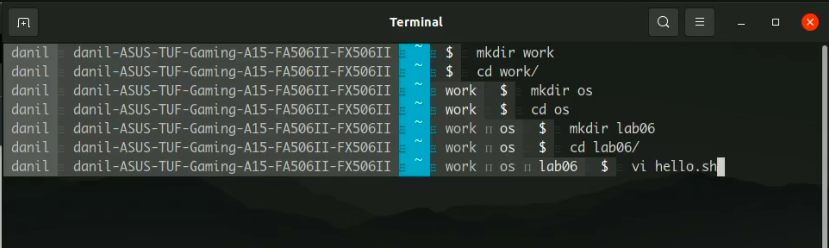 Terminal
danil danil-ASUS-TUF-Gaming-A15-FA506II-FX506II ~ $ mkdir work
danil danil-ASUS-TUF-Gaming-A15-FA506II-FX506II ~ $ cd work/
danil danil-ASUS-TUF-Gaming-A15-FA506II-FX506II ~ work $ mkdir os
danil danil-ASUS-TUF-Gaming-A15-FA506II-FX506II ~ work $ cd os
danil danil-ASUS-TUF-Gaming-A15-FA506II-FX506II ~ work os $ mkdir lab06
danil danil-ASUS-TUF-Gaming-A15-FA506II-FX506II ~ work os $ cd lab06/
danil danil-ASUS-TUF-Gaming-A15-FA506II-FX506II ~ work os lab06 $ vi hello.sh